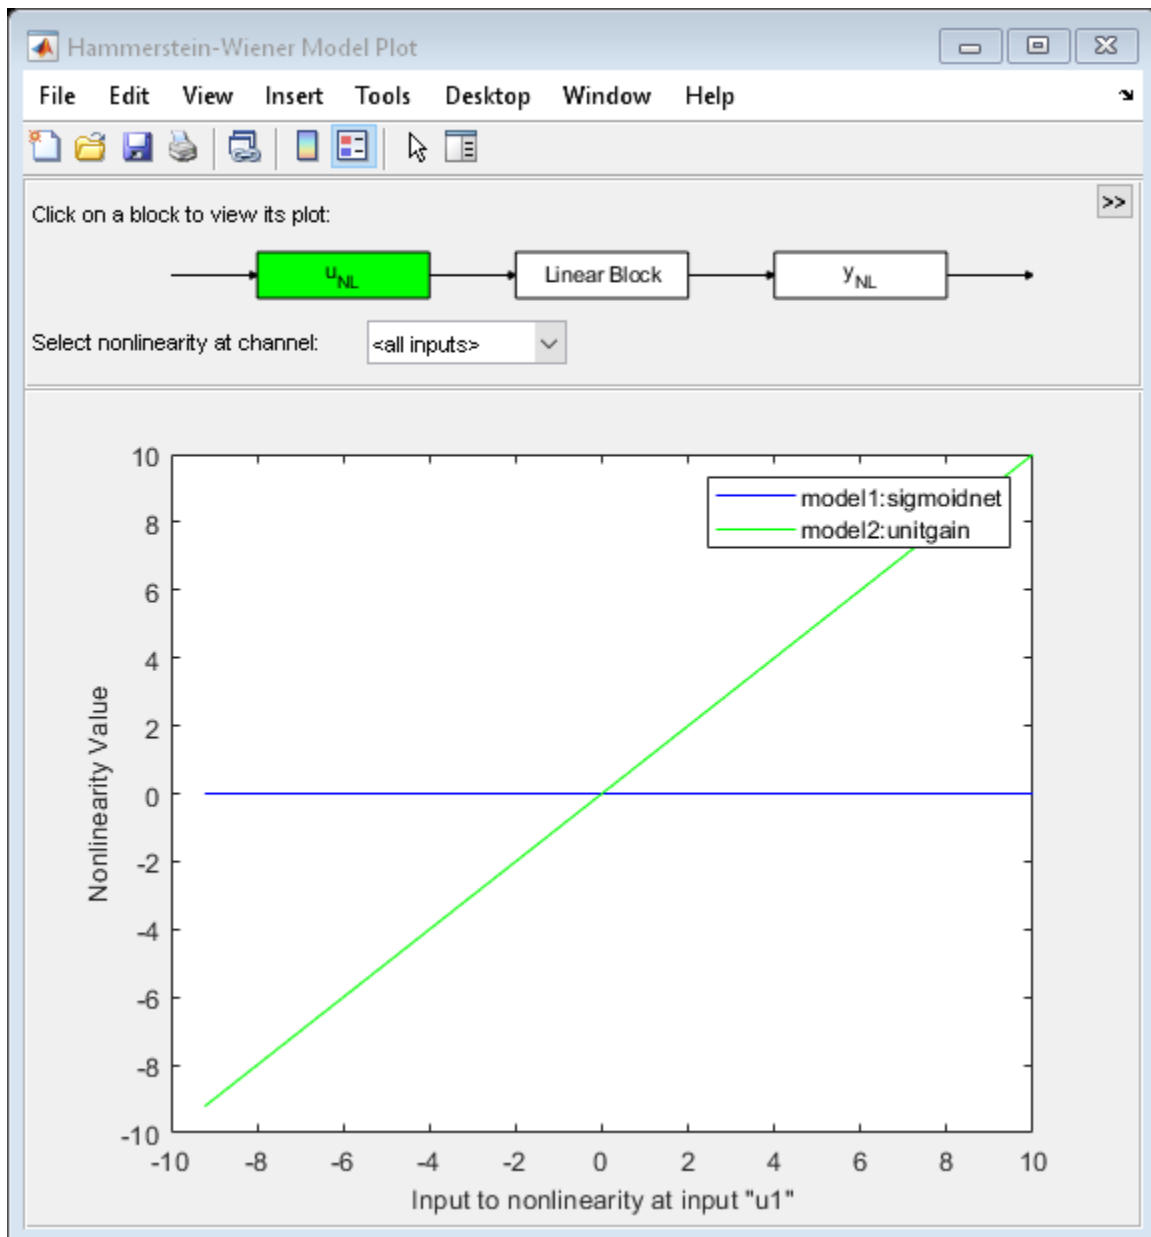 Hammerstein-Wiener Model Plot
File Edit View Insert Tools Desktop Window Help
Click on a block to view its plot:
>>
uNL Linear Block yNL
Select nonlinearity at channel: <all inputs>
10
8
6
4
2
0
-2
-4
-6
-8
-10
Nonlinearity Value
model1:sigmoidnet
model2:unitgain
-10 -8 -6 -4 -2 0 2 4 6 8 10
Input to nonlinearity at input "u1"